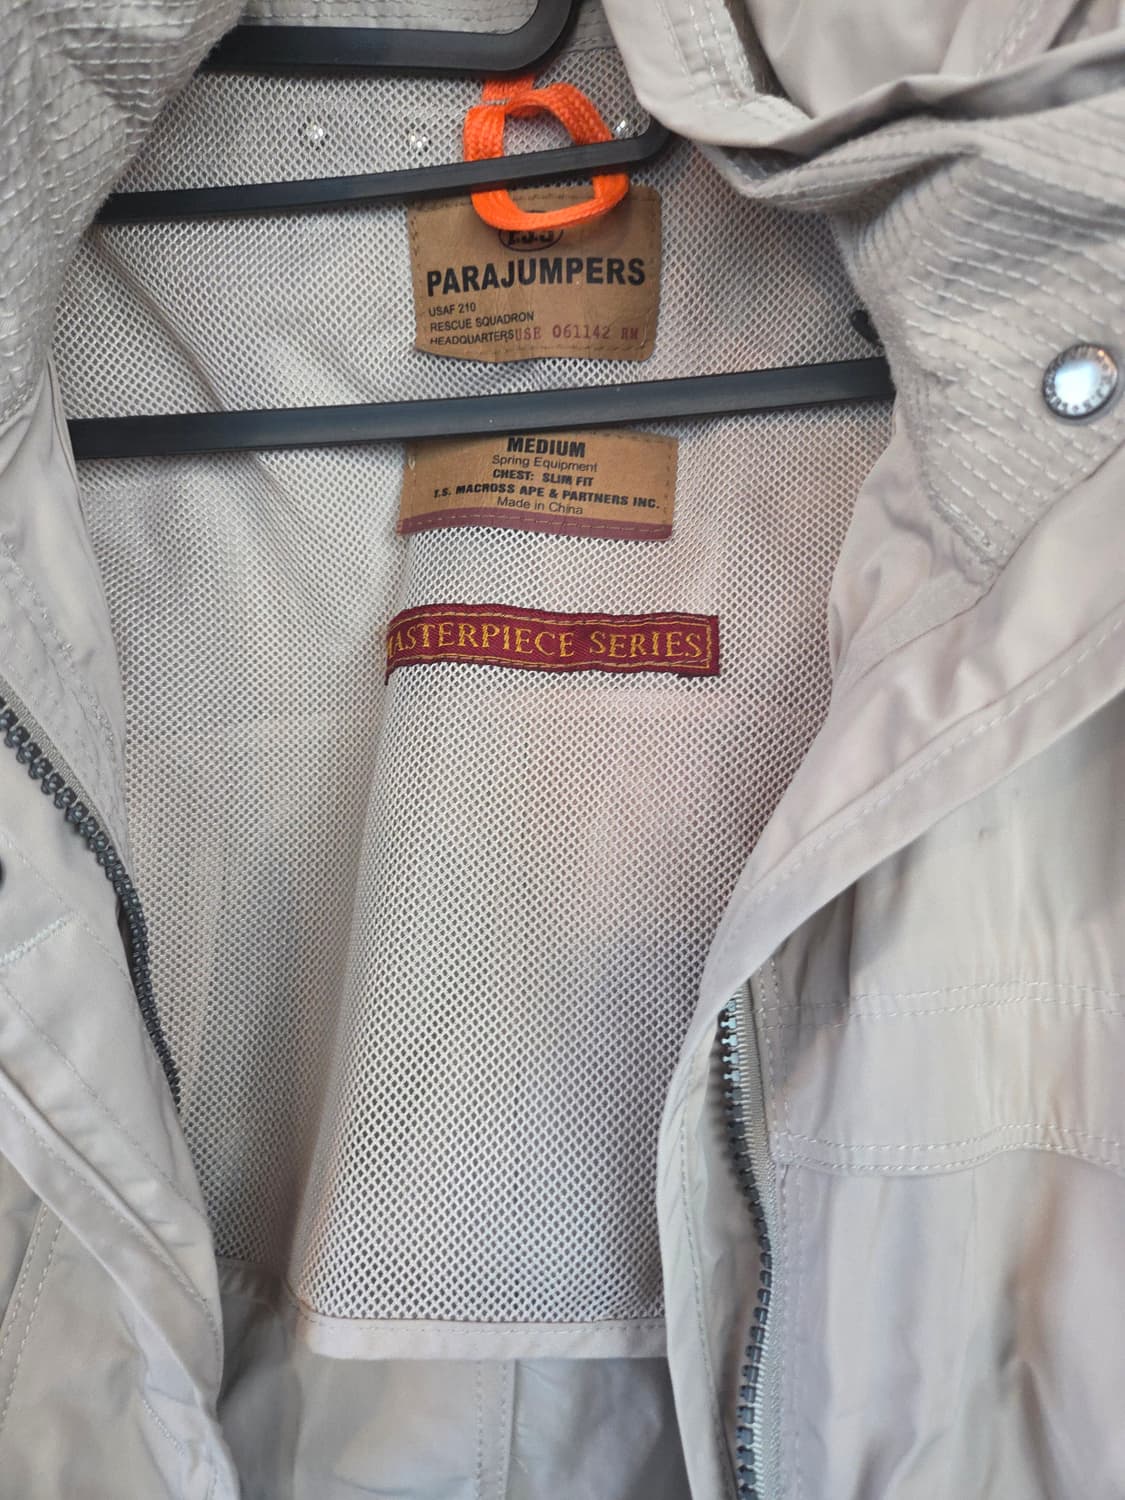 PARAJUMPERS
USAF 210
RESCUE SQUADRON
HEADQUARTERS USE 061142 RM
MEDIUM
Spring Equipment
CHEST: SLIM FIT
T.S. MACROSS APE & PARTNERS INC.
Made in China
MASTERPIECE SERIES